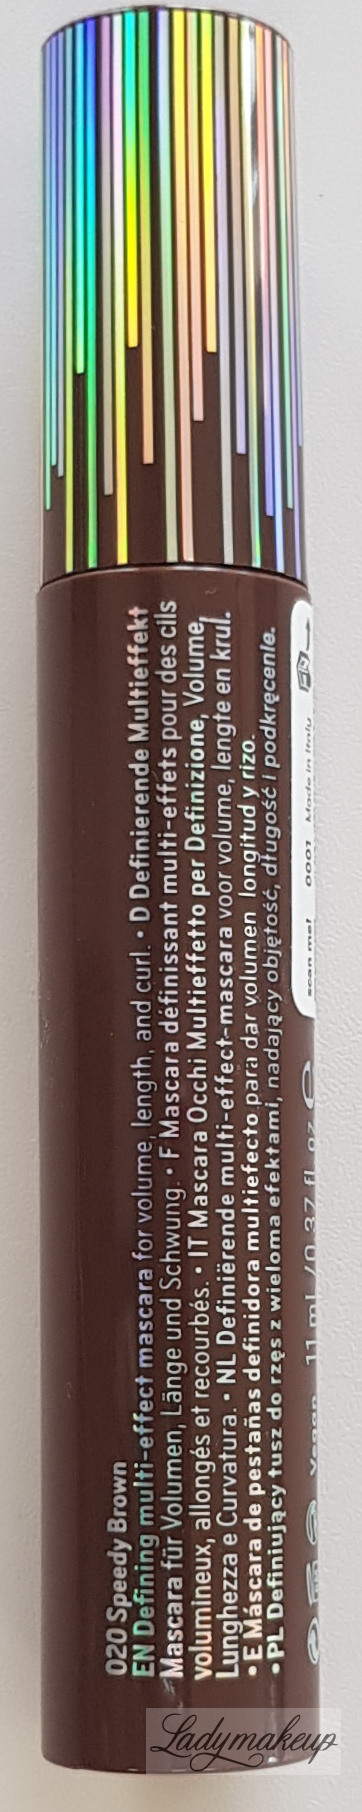 020 Speedy Brown
EN Defining multi-effect mascara for volume, length, and curl. • D Definierende Multieffekt
Mascara für Volumen, Länge und Schwung. • F Mascara définissant multi-effets pour des cils
volumineux, allongés et recourbés. • IT Mascara Occhi Multieffetto per Definizione, Volume,
Lunghezza e Curvatura. • NL Definiërende multi-effect-mascara voor volume, lengte en krul.
• E Máscara de pestañas definidora multiefecto para dar volumen longitud y rizo.
• PL Definiujący tusz do rzęs z wieloma efektami, nadający objętość, długość i podkręcenie.
Vegan 11 ml /0.37 fl. oz ℮
scan me! 0001 Made in Italy
Ladymakeup